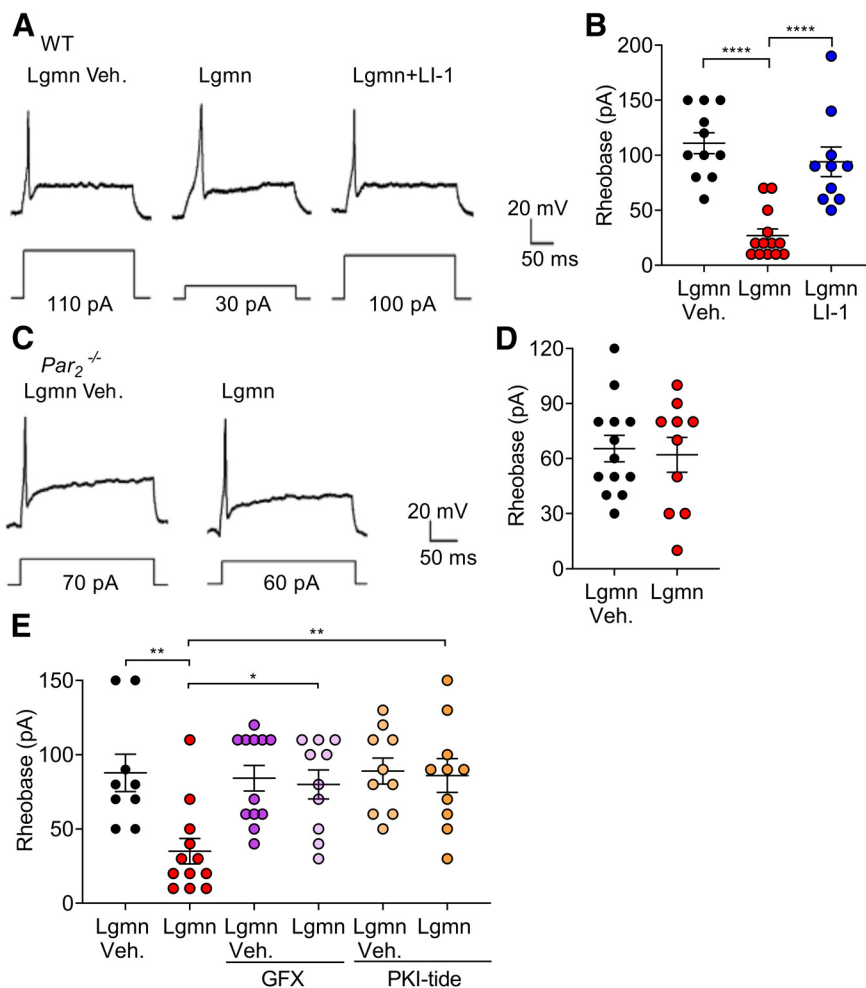 A
WT
Lgmn Veh.
Lgmn
Lgmn+LI-1
20 mV
50 ms
110 pA
30 pA
100 pA
B
****
****
200
150
100
50
0
Rheobase (pA)
Lgmn Veh.
Lgmn
Lgmn LI-1
C
Par2 -/-
Lgmn Veh.
Lgmn
20 mV
50 ms
70 pA
60 pA
D
120
90
60
30
0
Rheobase (pA)
Lgmn Veh.
Lgmn
E
**
**
*
150
100
50
0
Rheobase (pA)
Lgmn Veh.
Lgmn
Lgmn Veh.
Lgmn
Lgmn Veh.
Lgmn
GFX
PKI-tide